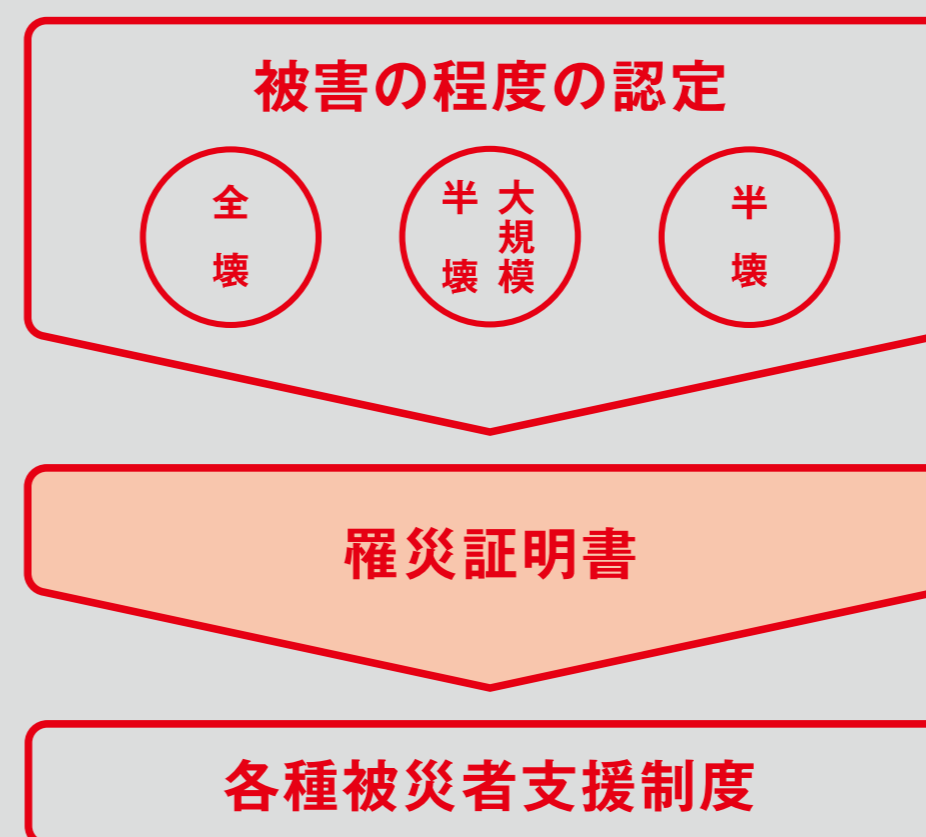 被害の程度の認定
全壊
大規模
半壊
半壊
罹災証明書
各種被災者支援制度